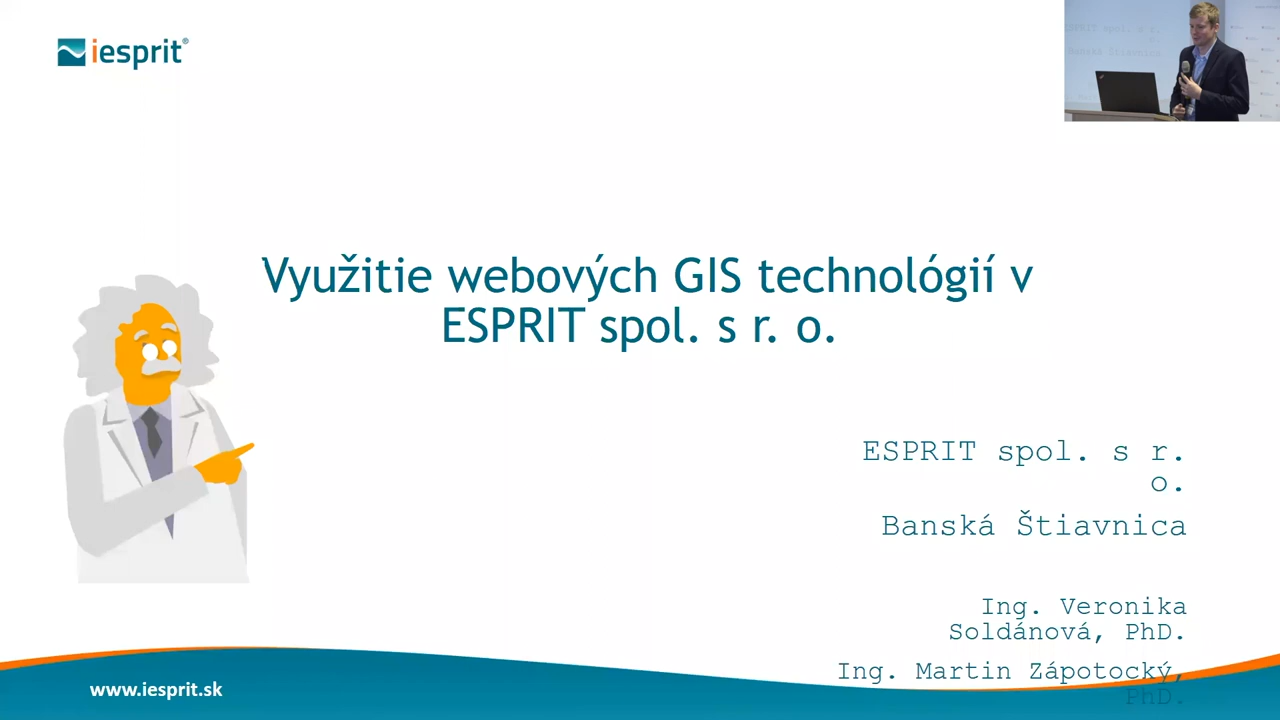 iesprit®
Využitie webových GIS technológií v
ESPRIT spol. s r. o.
ESPRIT spol. s r.
o.
Banská Štiavnica
Ing. Veronika
Soldánová, PhD.
Ing. Martin Zápotocký,
PhD.
www.iesprit.sk